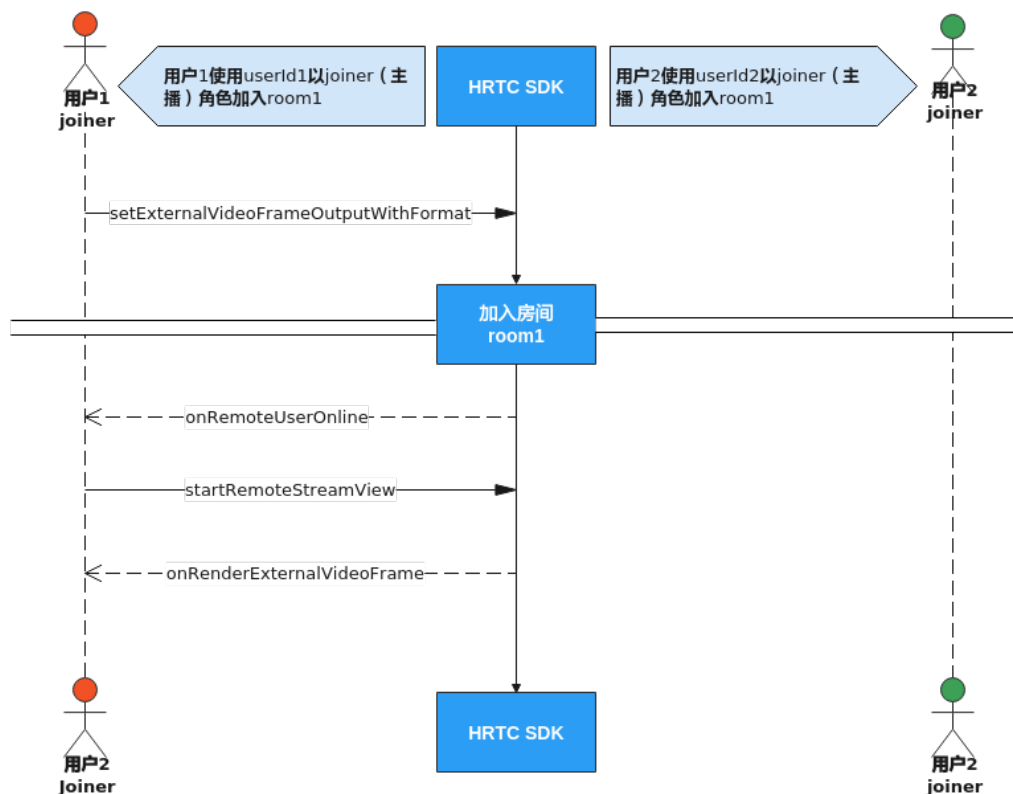 用户1使用userId1以joiner（主
播）角色加入room1
HRTC SDK
用户2使用userId2以joiner（主
播）角色加入room1
用户1
joiner
用户2
joiner
setExternalVideoFrameOutputWithFormat
加入房间
room1
onRemoteUserOnline
startRemoteStreamView
onRenderExternalVideoFrame
用户2
Joiner
HRTC SDK
用户2
joiner